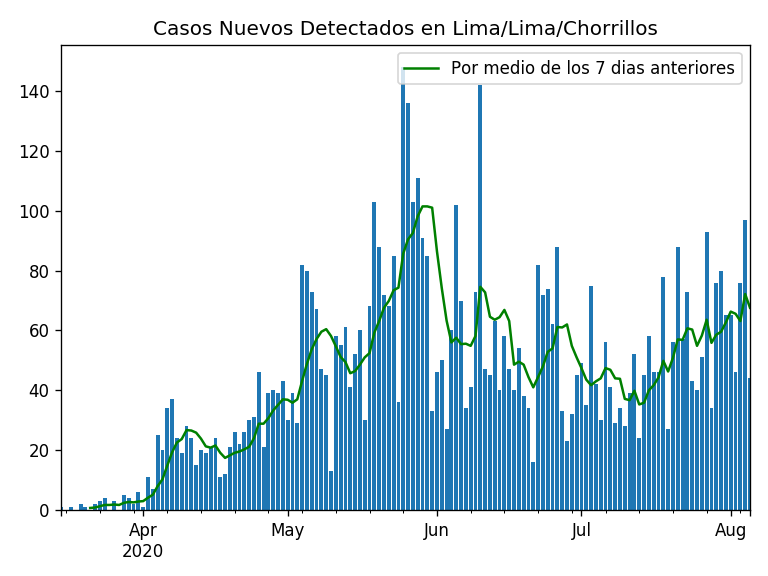 Casos Nuevos Detectados en Lima/Lima/Chorrillos
Por medio de los 7 dias anteriores
140
120
100
80
60
40
20
0
Apr
2020
May
Jun
Jul
Aug